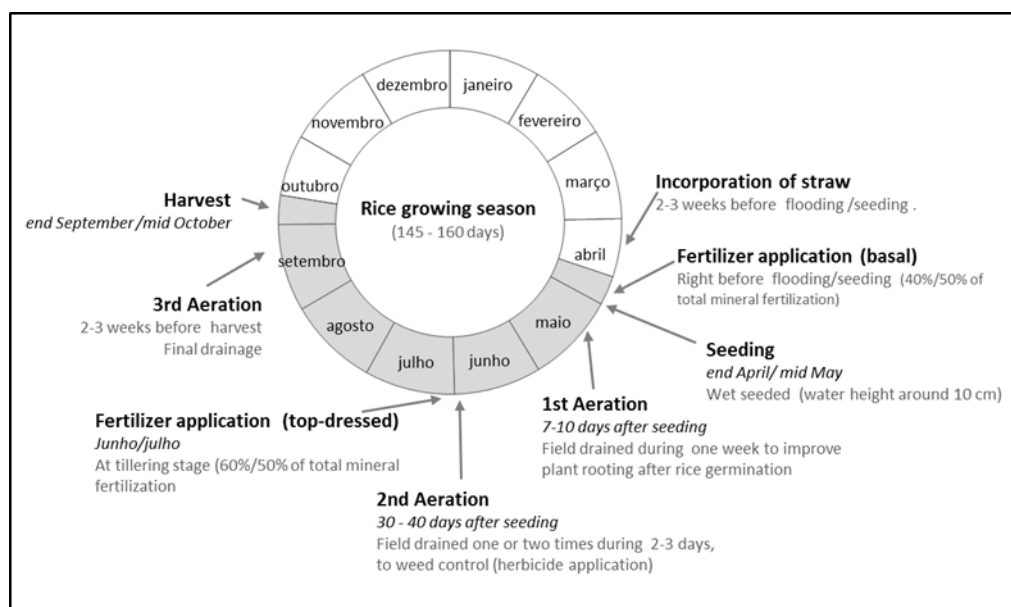 dezembro
janeiro
novembro
fevereiro
outubro
março
abril
setembro
maio
agosto
julho
junho
Rice growing season
(145 - 160 days)
Harvest
end September /mid October
3rd Aeration
2-3 weeks before harvest
Final drainage
Fertilizer application (top-dressed)
Junho/julho
At tillering stage (60%/50% of total mineral
fertilization
2nd Aeration
30 - 40 days after seeding
Field drained one or two times during 2-3 days,
to weed control (herbicide application)
1st Aeration
7-10 days after seeding
Field drained during one week to improve
plant rooting after rice germination
Seeding
end April/ mid May
Wet seeded (water height around 10 cm)
Fertilizer application (basal)
Right before flooding/seeding (40%/50% of
total mineral fertilization)
Incorporation of straw
2-3 weeks before flooding /seeding .